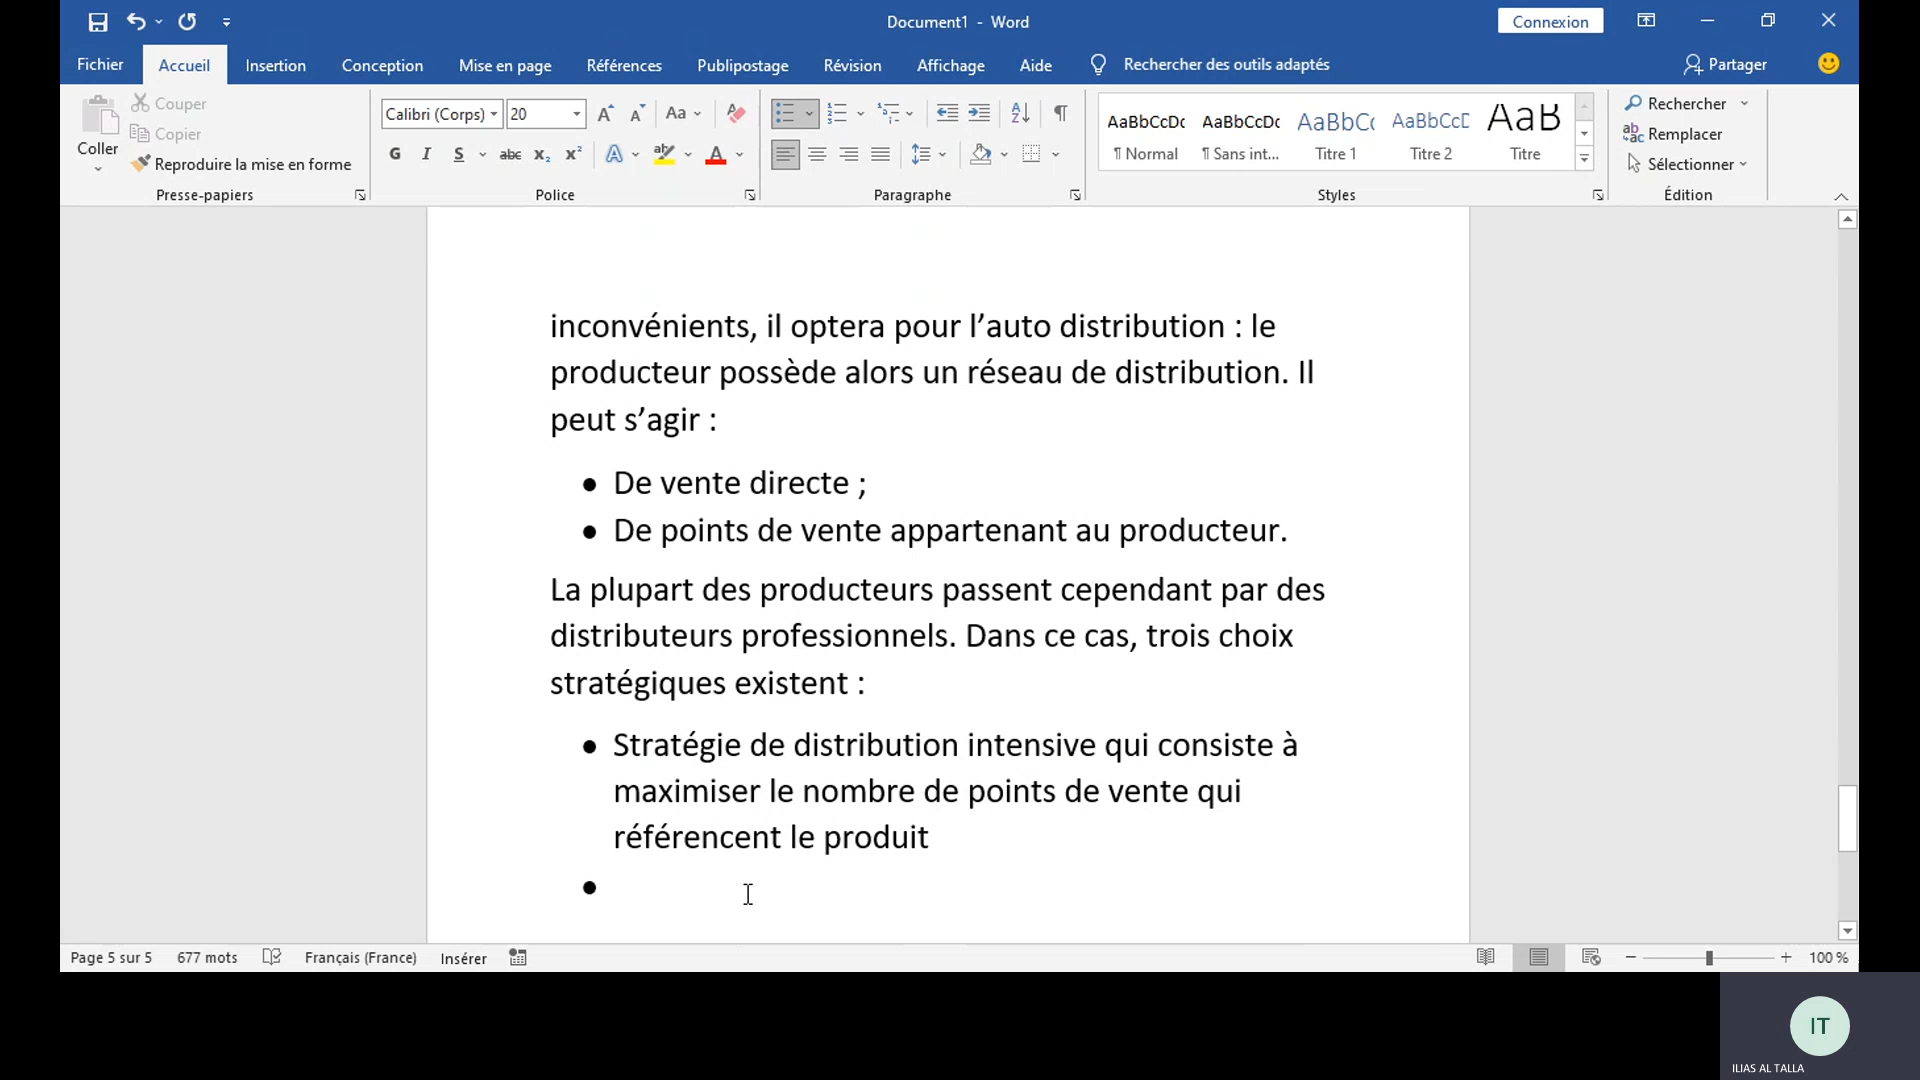 Document1 - Word
Connexion
Fichier
Accueil
Insertion
Conception
Mise en page
Références
Publipostage
Révision
Affichage
Aide
Rechercher des outils adaptés
Partager
Coller
Couper
Copier
Reproduire la mise en forme
Presse-papiers
Calibri (Corps)
20
Aa
G I S abc x₂ x² A A
Police
Paragraphe
AaBbCcDc
¶ Normal
AaBbCcDc
¶ Sans int...
AaBbCc
Titre 1
AaBbCcD
Titre 2
AaB
Titre
Styles
Rechercher
Remplacer
Sélectionner
Édition
inconvénients, il optera pour l’auto distribution : le
producteur possède alors un réseau de distribution. Il
peut s’agir :
• De vente directe ;
• De points de vente appartenant au producteur.
La plupart des producteurs passent cependant par des
distributeurs professionnels. Dans ce cas, trois choix
stratégiques existent :
• Stratégie de distribution intensive qui consiste à
maximiser le nombre de points de vente qui
référencent le produit
•
Page 5 sur 5
677 mots
Français (France)
Insérer
100 %
IT
ILIAS AL TALLA